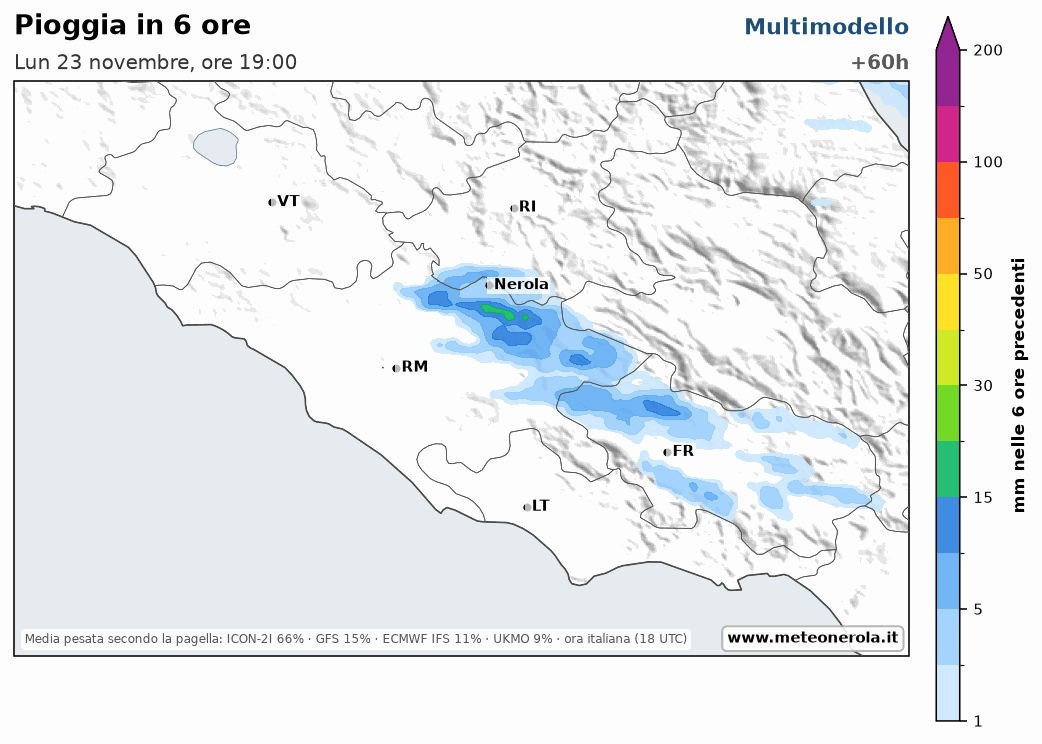 Pioggia in 6 ore
Multimodello
Lun 23 novembre, ore 19:00
+60h
VT
RI
Nerola
RM
FR
LT
200
100
50
30
15
5
1
mm nelle 6 ore precedenti
Media pesata secondo la pagella: ICON-2I 66% · GFS 15% · ECMWF IFS 11% · UKMO 9% · ora italiana (18 UTC)
www.meteonerola.it